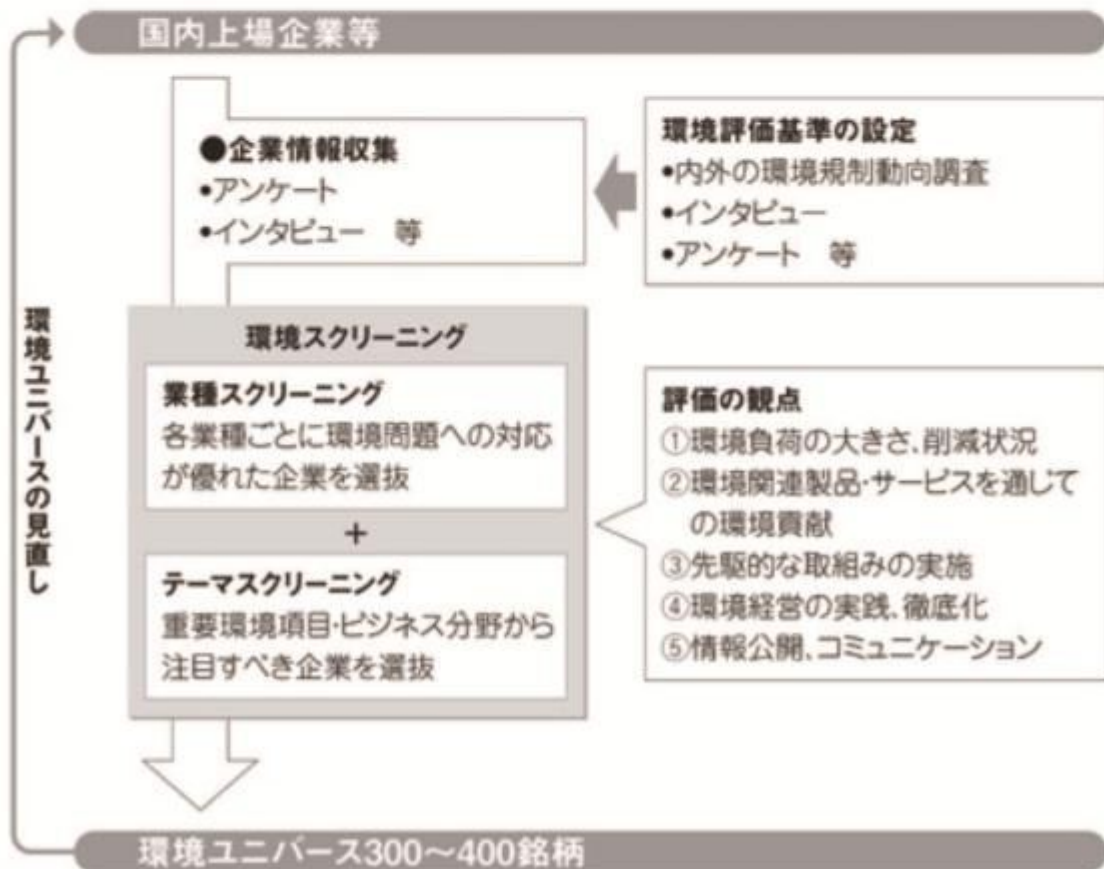 国内上場企業等
●企業情報収集
•アンケート
•インタビュー 等
環境評価基準の設定
•内外の環境規制動向調査
•インタビュー
•アンケート 等
環境ユニバースの見直し
環境スクリーニング
業種スクリーニング
各業種ごとに環境問題への対応
が優れた企業を選抜
+
テーマスクリーニング
重要環境項目・ビジネス分野から
注目すべき企業を選抜
評価の観点
①環境負荷の大きさ、削減状況
②環境関連製品・サービスを通じて
の環境貢献
③先駆的な取組みの実施
④環境経営の実践、徹底化
⑤情報公開、コミュニケーション
環境ユニバース300〜400銘柄